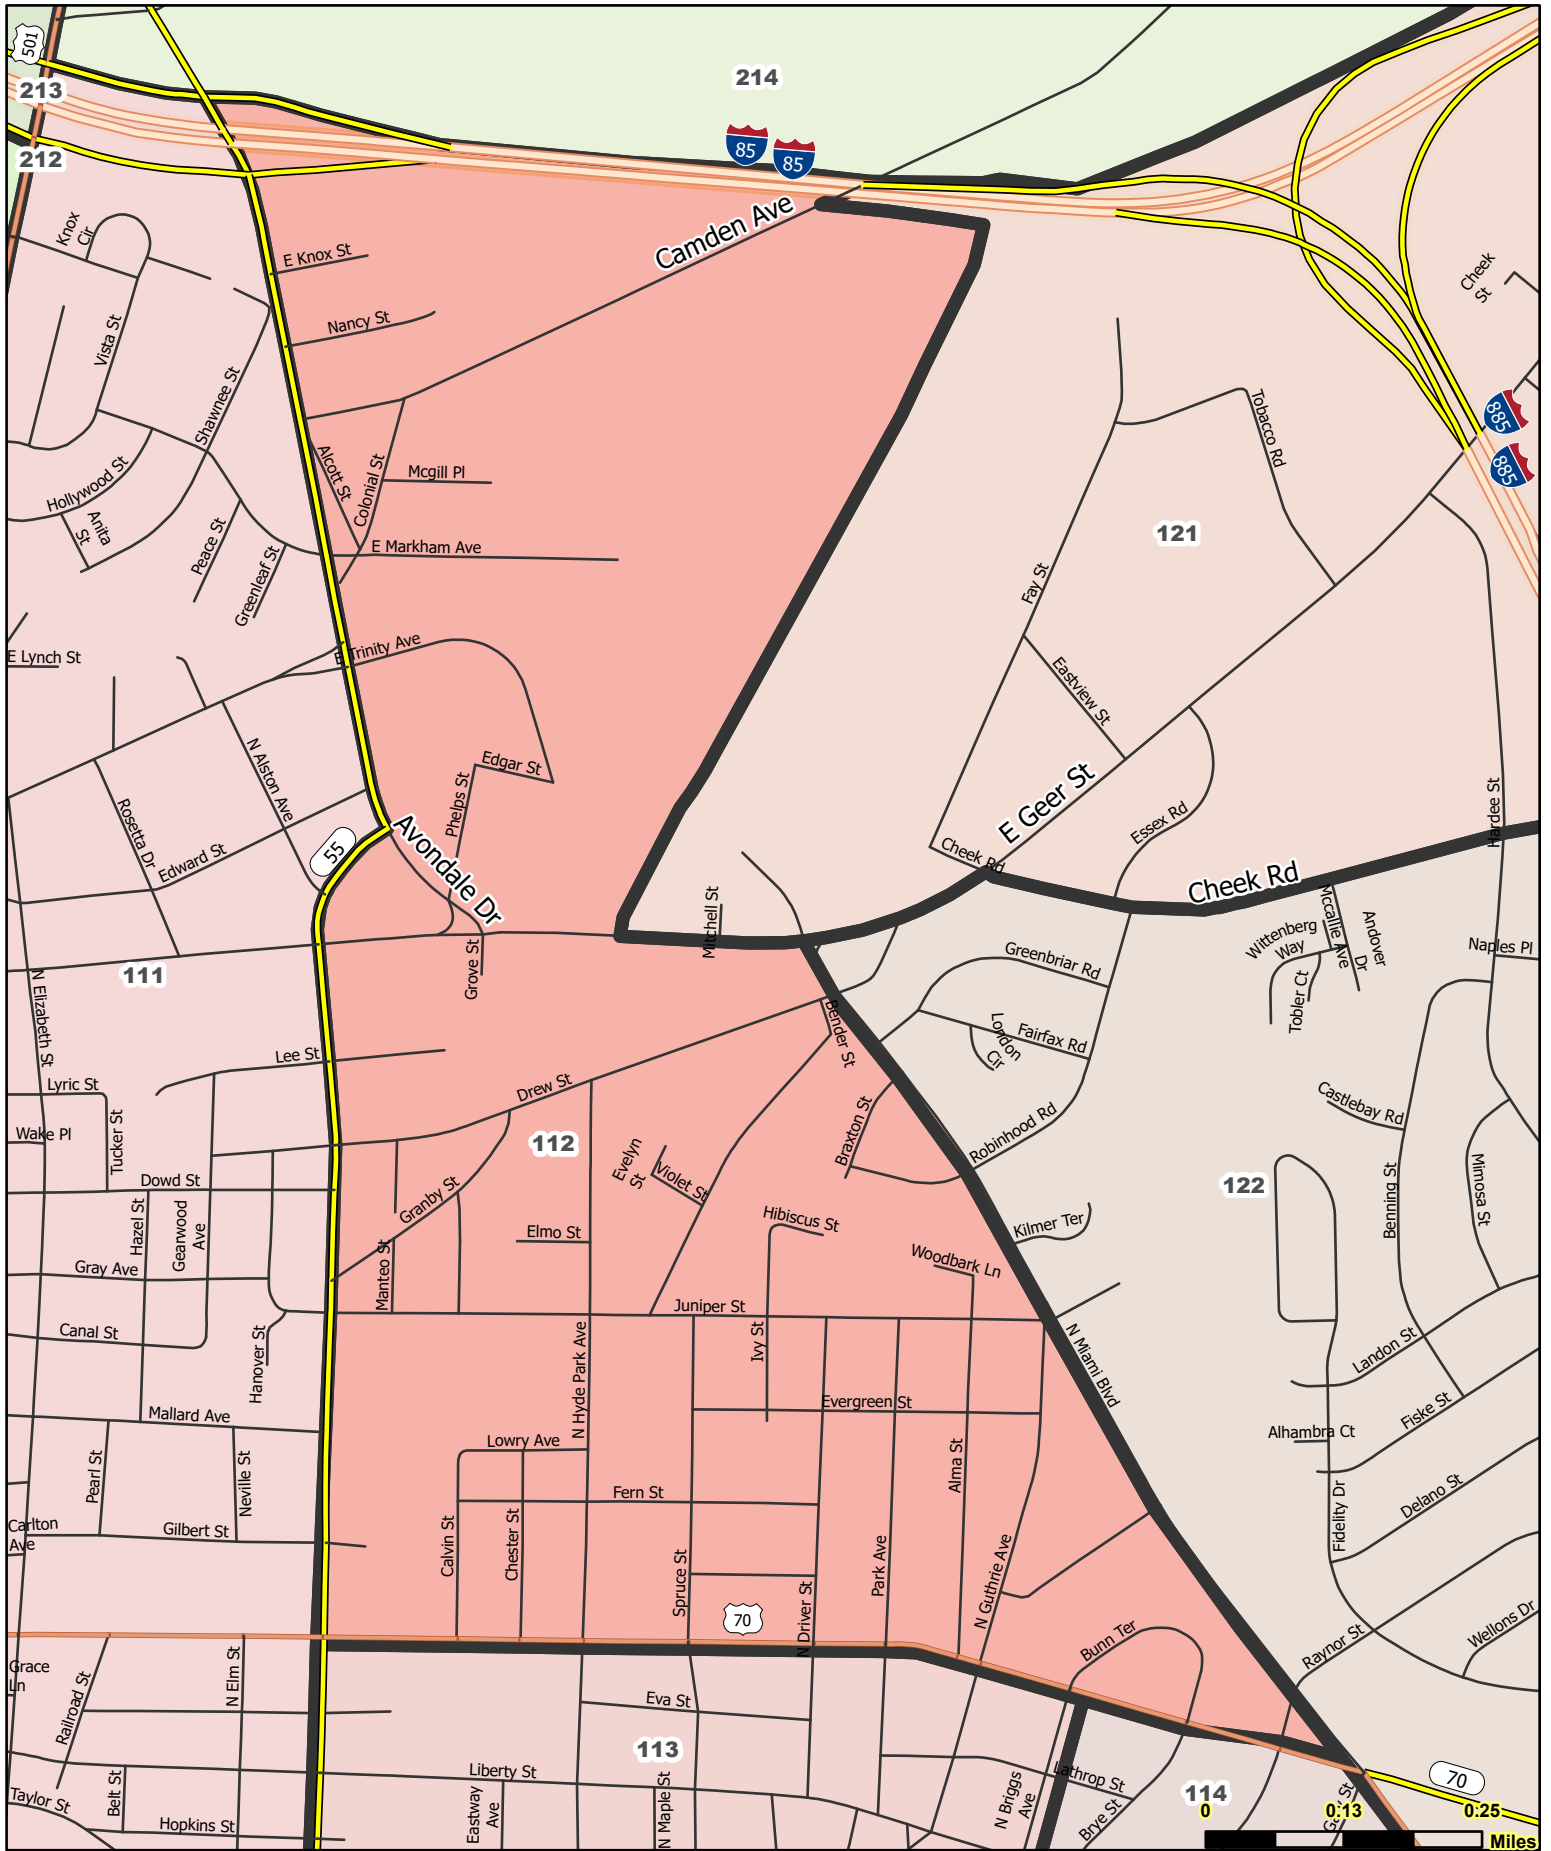 501
213
214
85
85
212
Knox
Cir
Camden Ave
E Knox St
Cheek
St
Nancy St
Vista St
Shawnee St
Tobacco Rd
885
885
Alcott St
Colonial St
Mcgill Pl
Hollywood St
Anita
St
Peace St
121
E Markham Ave
Greenleaf St
Fay St
E Lynch St
E Trinity Ave
Eastview St
N Alston Ave
Edgar St
Phelps St
E Geer St
Rosetta Dr
Essex Rd
Hardee St
Edward St
55
Avondale Dr
Cheek Rd
Cheek Rd
Mitchell St
Mccallie Ave
Andover
Dr
Wittenberg
Way
Naples Pl
Grove St
111
Greenbriar Rd
Tobler Ct
N Elizabeth St
Bender St
London
Cir
Fairfax Rd
Lee St
Lyric St
Drew St
Castlebay Rd
Tucker St
Wake Pl
112
Evelyn
St
Braxton St
Robinhood Rd
Violet St
Dowd St
122
Benning St
Mimosa St
Hazel St
Gearwood
Ave
Granby St
Elmo St
Hibiscus St
Kilmer Ter
Woodbark Ln
Gray Ave
Manteo St
Juniper St
Canal St
Hanover St
N Hyde Park Ave
Ivy St
N Miami Blvd
Landon St
Mallard Ave
Evergreen St
Fiske St
Alhambra Ct
Lowry Ave
Pearl St
Neville St
Alma St
Fern St
Delano St
Carlton
Ave
Gilbert St
Calvin St
Chester St
Fidelity Dr
Spruce St
Park Ave
N Guthrie Ave
N Driver St
70
Bunn Ter
Raynor St
Wellons Dr
Grace
Ln
Railroad St
N Elm St
Eva St
113
Liberty St
Lathrop St
114
70
Belt St
Taylor St
Hopkins St
Eastway
Ave
N Maple St
N Briggs
Ave
Brye St
0
0.13
0.25
Miles